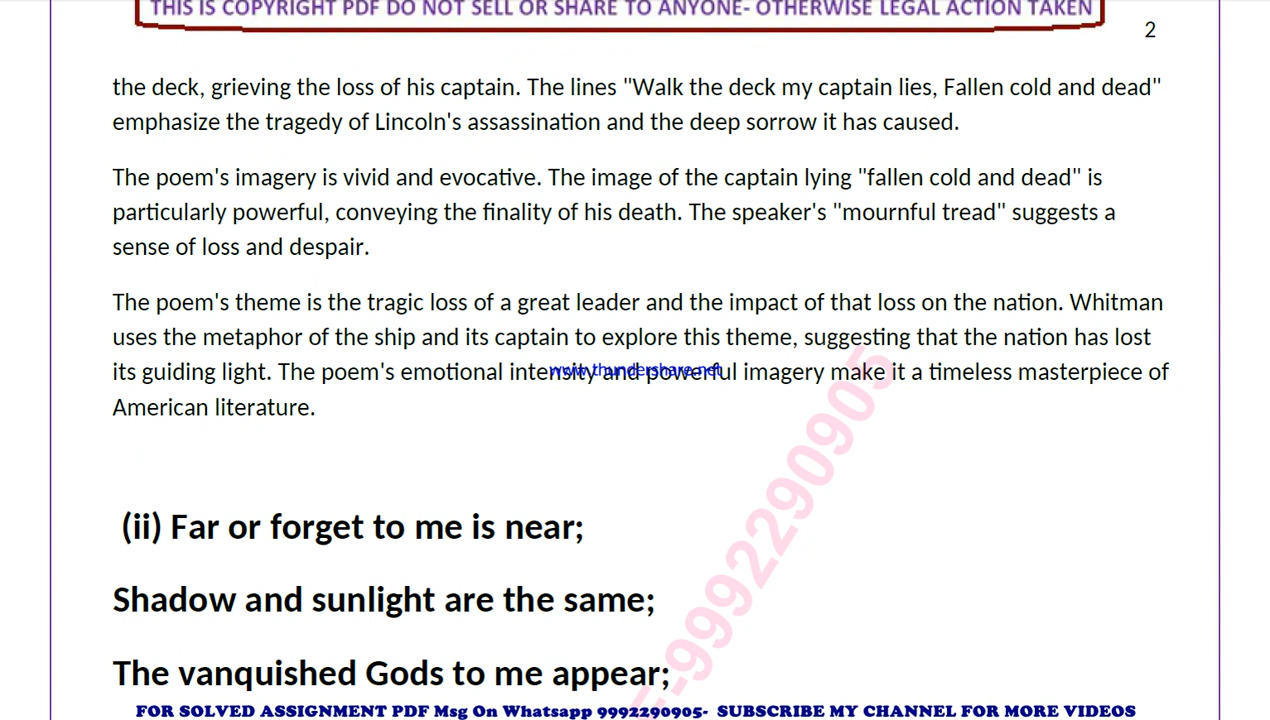 THIS IS COPYRIGHT PDF DO NOT SELL OR SHARE TO ANYONE- OTHERWISE LEGAL ACTION TAKEN
2
the deck, grieving the loss of his captain. The lines "Walk the deck my captain lies, Fallen cold and dead"
emphasize the tragedy of Lincoln's assassination and the deep sorrow it has caused.
The poem's imagery is vivid and evocative. The image of the captain lying "fallen cold and dead" is
particularly powerful, conveying the finality of his death. The speaker's "mournful tread" suggests a
sense of loss and despair.
The poem's theme is the tragic loss of a great leader and the impact of that loss on the nation. Whitman
uses the metaphor of the ship and its captain to explore this theme, suggesting that the nation has lost
its guiding light. The poem's emotional intensity and powerful imagery make it a timeless masterpiece of
www.thundershare.net
American literature.
(ii) Far or forget to me is near;
Shadow and sunlight are the same;
The vanquished Gods to me appear;
-9992290905
FOR SOLVED ASSIGNMENT PDF Msg On Whatsapp 9992290905- SUBSCRIBE MY CHANNEL FOR MORE VIDEOS